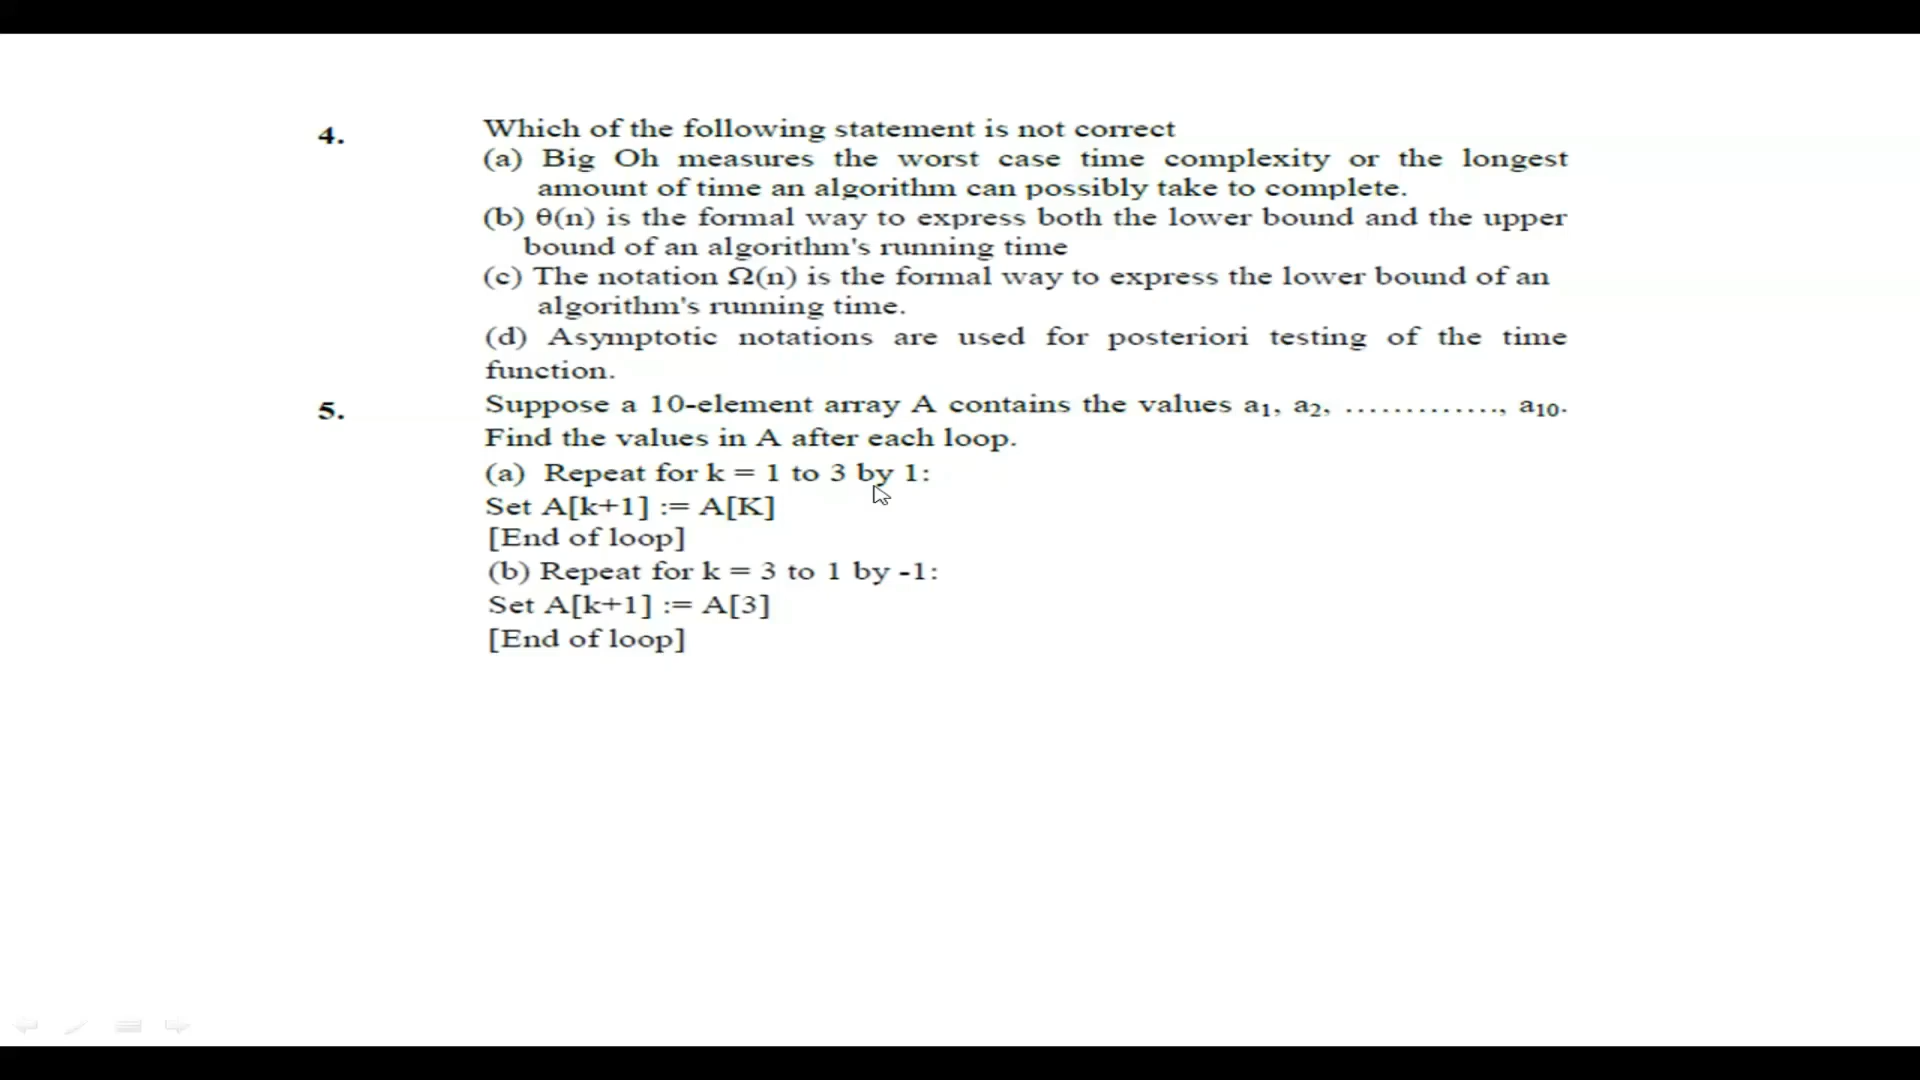 4. Which of the following statement is not correct
(a) Big Oh measures the worst case time complexity or the longest
amount of time an algorithm can possibly take to complete.
(b) θ(n) is the formal way to express both the lower bound and the upper
bound of an algorithm's running time
(c) The notation Ω(n) is the formal way to express the lower bound of an
algorithm's running time.
(d) Asymptotic notations are used for posteriori testing of the time
function.
5. Suppose a 10-element array A contains the values a₁, a₂, ............., a₁₀.
Find the values in A after each loop.
(a) Repeat for k = 1 to 3 by 1:
Set A[k+1] := A[K]
[End of loop]
(b) Repeat for k = 3 to 1 by -1:
Set A[k+1] := A[3]
[End of loop]